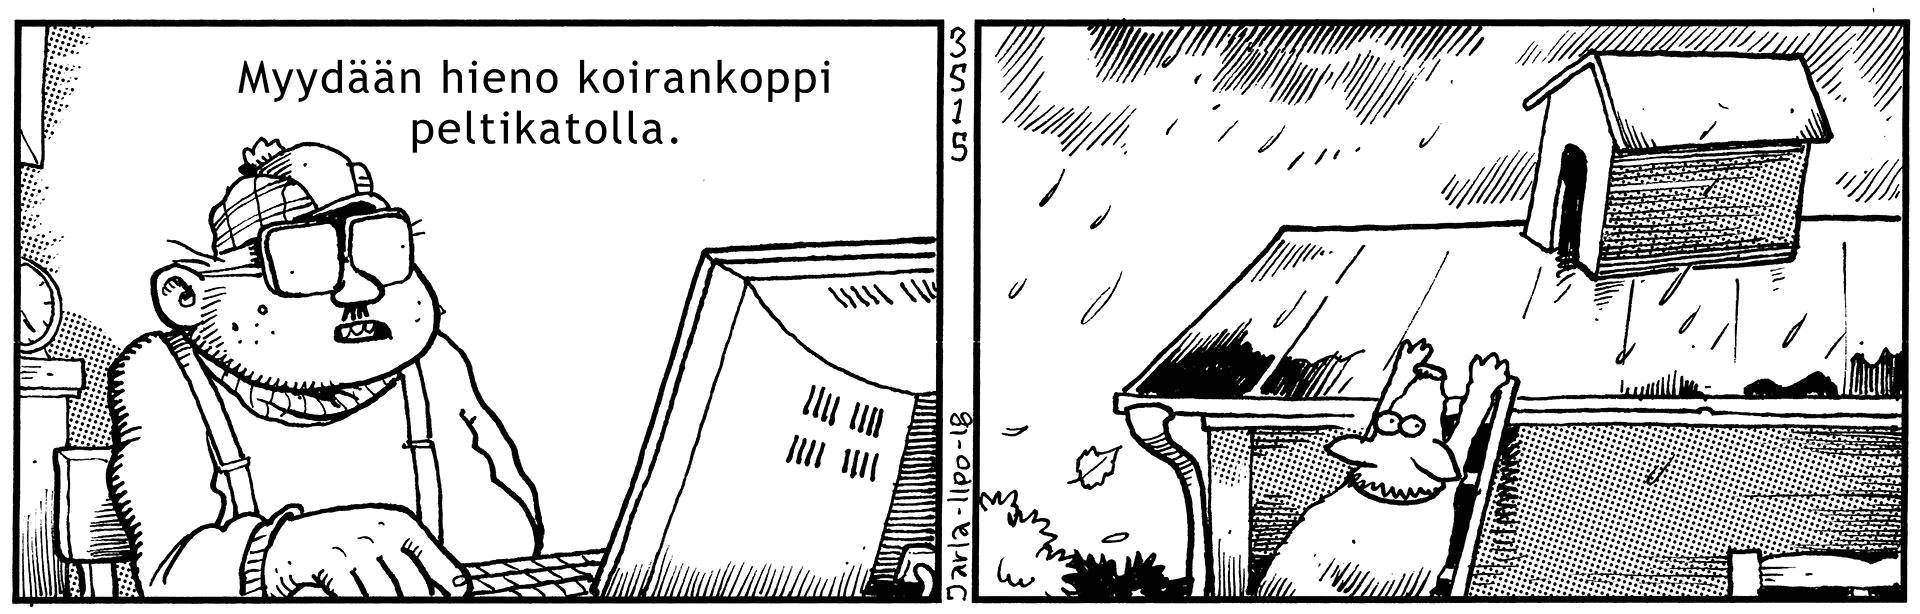 Myydään hieno koirankoppi
peltikatolla.
3515
Jarla-lipo-18